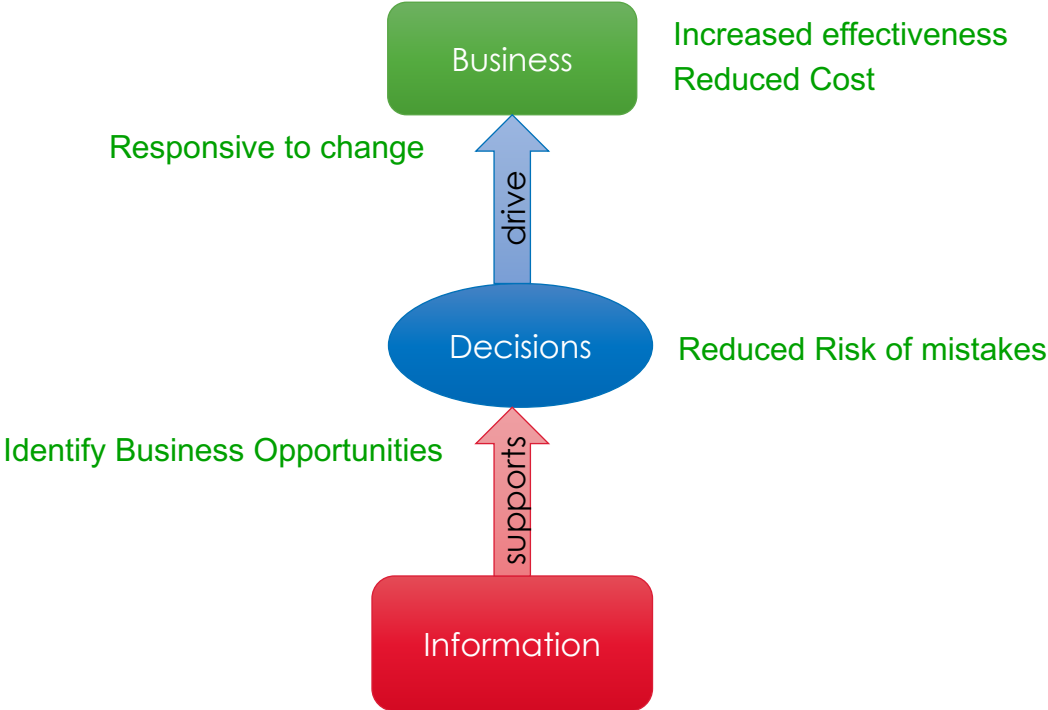 Business
Increased effectiveness
Reduced Cost
Responsive to change
drive
Decisions
Reduced Risk of mistakes
Identify Business Opportunities
supports
Information